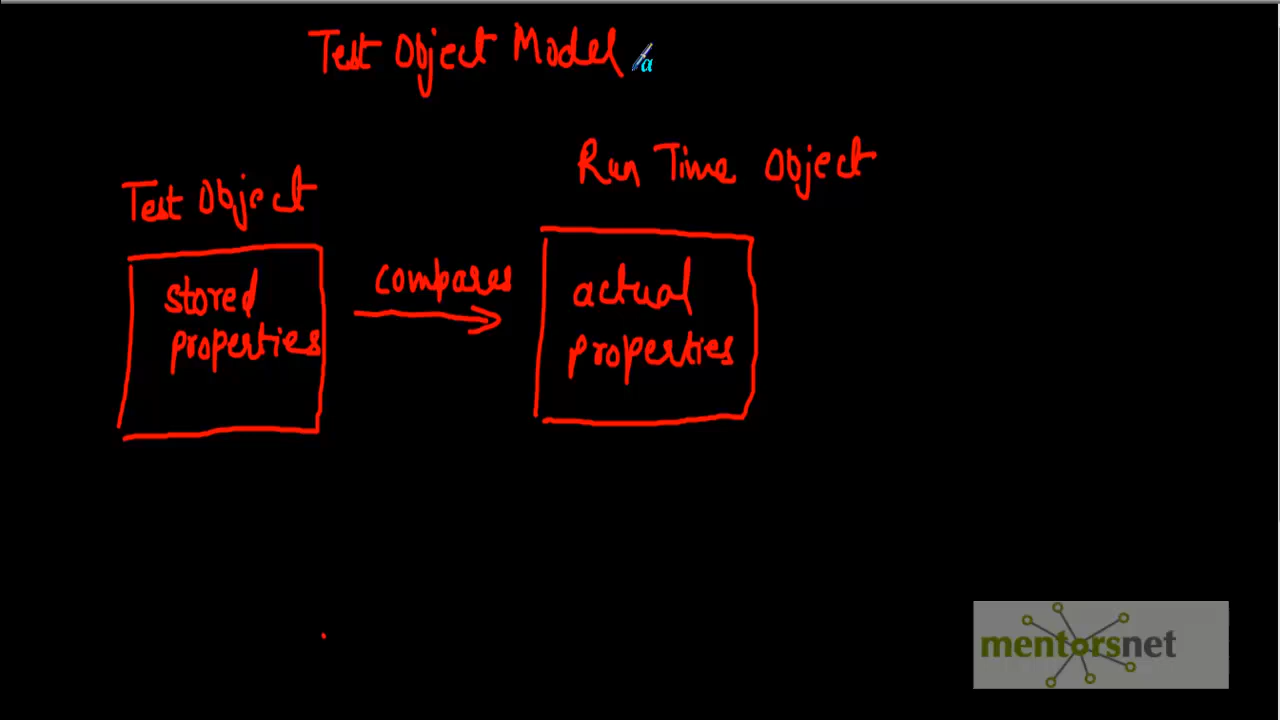 Test Object Model
Run Time Object
Test Object
stored
properties
compares
actual
properties
mentorsnet